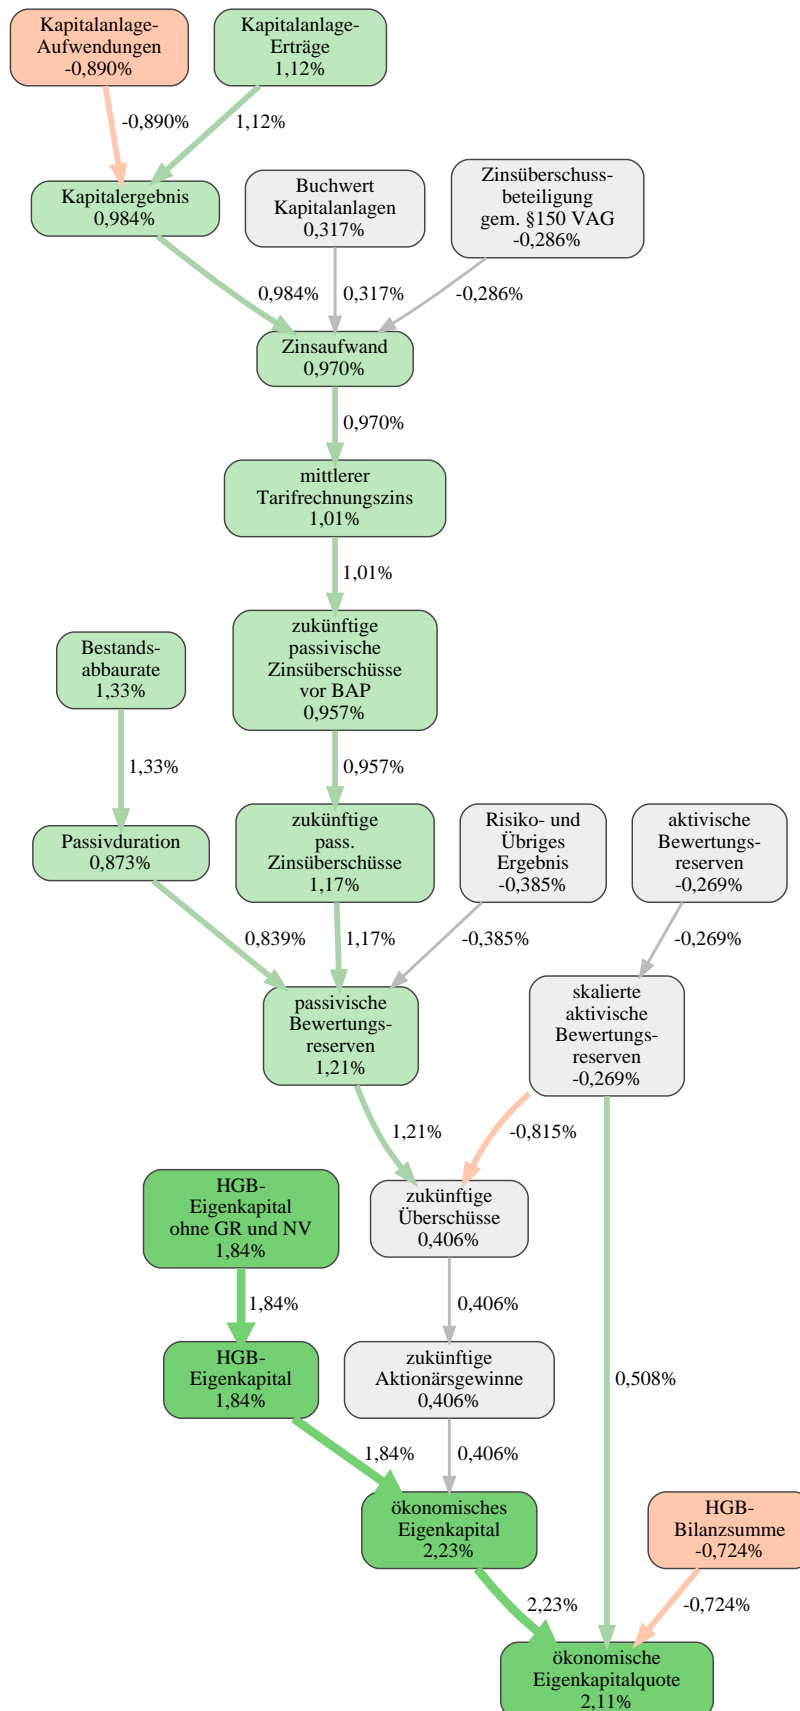 Kapitalanlage-
Aufwendungen
-0,890%
Kapitalanlage-
Erträge
1,12%
-0,890%
1,12%
Kapitalergebnis
0,984%
Buchwert
Kapitalanlagen
0,317%
Zinsüberschuss-
beteiligung
gem. §150 VAG
-0,286%
0,984%
0,317%
-0,286%
Zinsaufwand
0,970%
0,970%
mittlerer
Tarifrechnungszins
1,01%
1,01%
Bestands-
abbaurate
1,33%
zukünftige
passivische
Zinsüberschüsse
vor BAP
0,957%
1,33%
0,957%
Passivduration
0,873%
zukünftige
pass.
Zinsüberschüsse
1,17%
Risiko- und
Übriges
Ergebnis
-0,385%
aktivische
Bewertungs-
reserven
-0,269%
0,839%
1,17%
-0,385%
-0,269%
passivische
Bewertungs-
reserven
1,21%
skalierte
aktivische
Bewertungs-
reserven
-0,269%
1,21%
-0,815%
HGB-
Eigenkapital
ohne GR und NV
1,84%
zukünftige
Überschüsse
0,406%
1,84%
0,406%
HGB-
Eigenkapital
1,84%
zukünftige
Aktionärsgewinne
0,406%
0,508%
1,84%
0,406%
ökonomisches
Eigenkapital
2,23%
HGB-
Bilanzsumme
-0,724%
2,23%
-0,724%
ökonomische
Eigenkapitalquote
2,11%